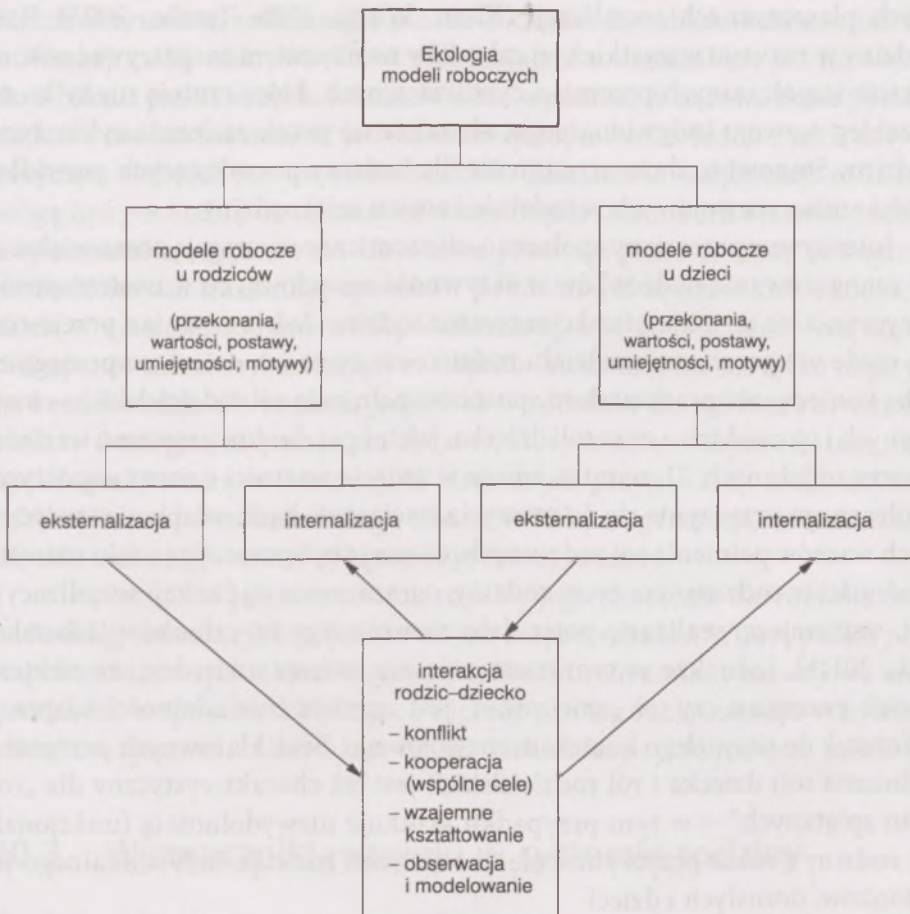 Ekologia
modeli roboczych
modele robocze
u rodziców
(przekonania,
wartości, postawy,
umiejętności, motywy)
modele robocze
u dzieci
(przekonania,
wartości, postawy,
umiejętności, motywy)
eksternalizacja
internalizacja
eksternalizacja
internalizacja
interakcja
rodzic–dziecko
– konflikt
– kooperacja
(wspólne cele)
– wzajemne
kształtowanie
– obserwacja
i modelowanie